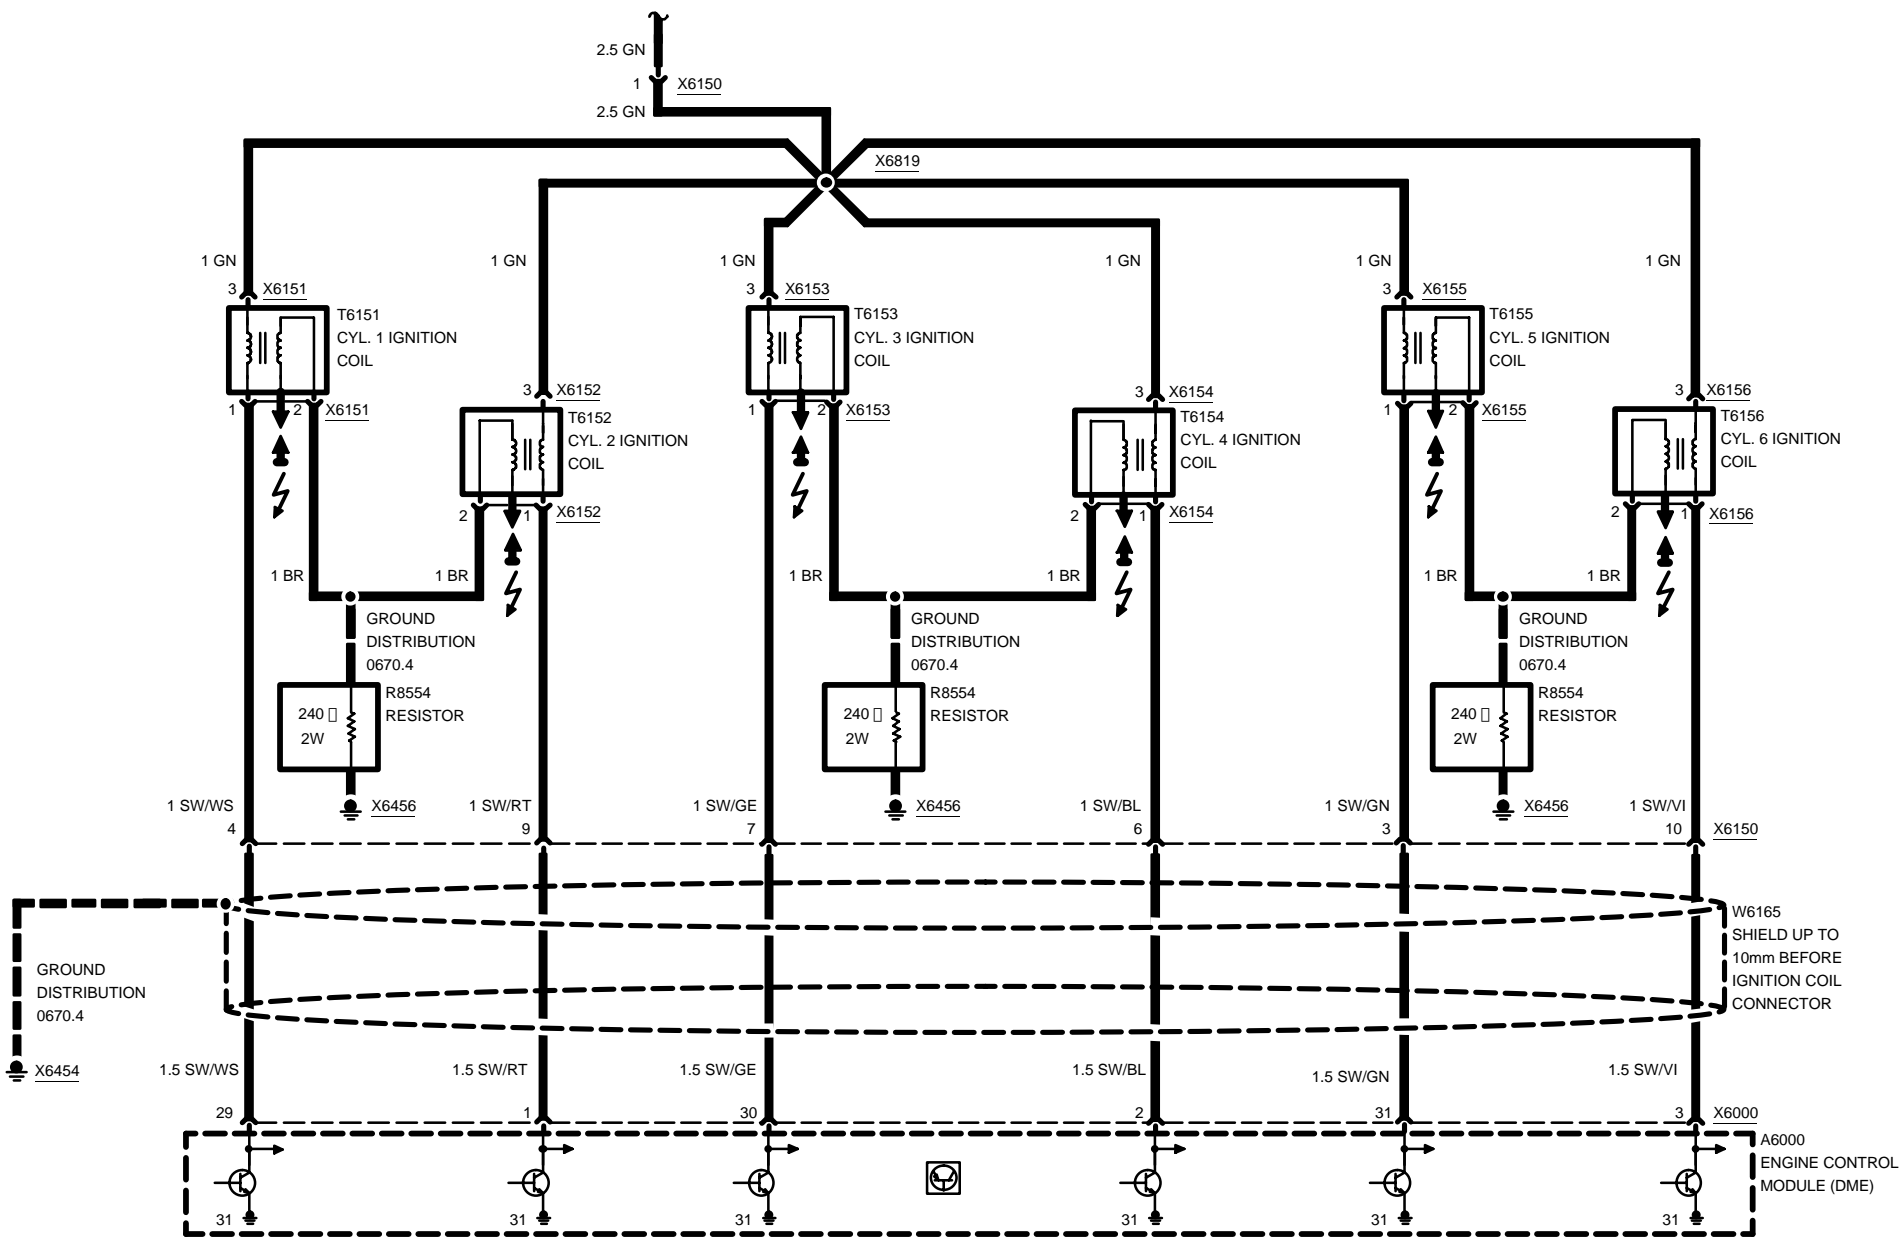 2.5 GN
1 X6150
2.5 GN
X6819
1 GN 1 GN 1 GN 1 GN 1 GN 1 GN
3 X6151 3 X6153 3 X6155
T6151
CYL. 1 IGNITION
COIL
T6153
CYL. 3 IGNITION
COIL
T6155
CYL. 5 IGNITION
COIL
3 X6152 3 X6154 3 X6156
1 2 X6151 1 2 X6153 1 2 X6155
T6152
CYL. 2 IGNITION
COIL
T6154
CYL. 4 IGNITION
COIL
T6156
CYL. 6 IGNITION
COIL
2 1 X6152 2 1 X6154 2 1 X6156
1 BR 1 BR 1 BR 1 BR 1 BR 1 BR
GROUND
DISTRIBUTION
0670.4
GROUND
DISTRIBUTION
0670.4
GROUND
DISTRIBUTION
0670.4
R8554
RESISTOR
240 ▯
2W
R8554
RESISTOR
240 ▯
2W
R8554
RESISTOR
240 ▯
2W
X6456 X6456 X6456
1 SW/WS 1 SW/RT 1 SW/GE 1 SW/BL 1 SW/GN 1 SW/VI
4 9 7 6 3 10 X6150
W6165
SHIELD UP TO
10mm BEFORE
IGNITION COIL
CONNECTOR
GROUND
DISTRIBUTION
0670.4
X6454
1.5 SW/WS 1.5 SW/RT 1.5 SW/GE 1.5 SW/BL 1.5 SW/GN 1.5 SW/VI
29 1 30 2 31 3 X6000
A6000
ENGINE CONTROL
MODULE (DME)
31 31 31 31 31 31